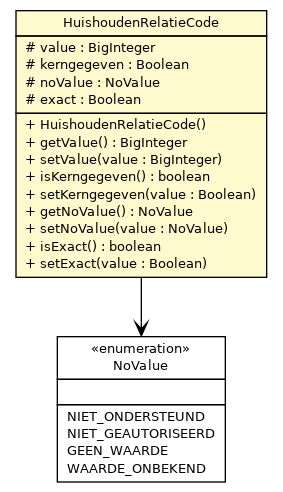 HuishoudenRelatieCode
# value : BigInteger
# kerngegeven : Boolean
# noValue : NoValue
# exact : Boolean
+ HuishoudenRelatieCode()
+ getValue() : BigInteger
+ setValue(value : BigInteger)
+ isKerngegeven() : boolean
+ setKerngegeven(value : Boolean)
+ getNoValue() : NoValue
+ setNoValue(value : NoValue)
+ isExact() : boolean
+ setExact(value : Boolean)
«enumeration»
NoValue
NIET_ONDERSTEUND
NIET_GEAUTORISEERD
GEEN_WAARDE
WAARDE_ONBEKEND